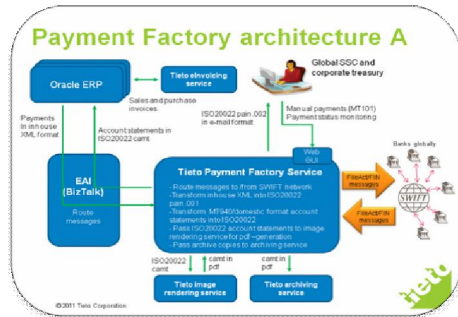 Payment Factory architecture A
Oracle ERP
Tieto eInvoicing
service
Global SSC and
corporate treasury
Sales and purchase
invoices
Payments
In inhouse
XML format
Account statements in
ISO20022 camt
ISO20022 pain.002
in e-mail format
Manual payments (MT101)
Payment status monitoring
Web
GUI
Banks globally
EAI
(BizTalk)
Route
messages
Tieto Payment Factory Service
- Route messages to /from SWIFT network
- Transform inhouse XML into ISO20022
pain.001
- Transform MT940/domestic format account
statements into ISO20022
- Pass ISO20022 account statements to image
rendering service for pdf –generation
- Pass archive copies to archiving service
FileAct/FIN
messages
FileAct/FIN
messages
SWIFT
ISO20022
camt
camt in
pdf
camt in
pdf
Tieto image
rendering service
Tieto archiving
service
©2011 Tieto Corporation
tieto